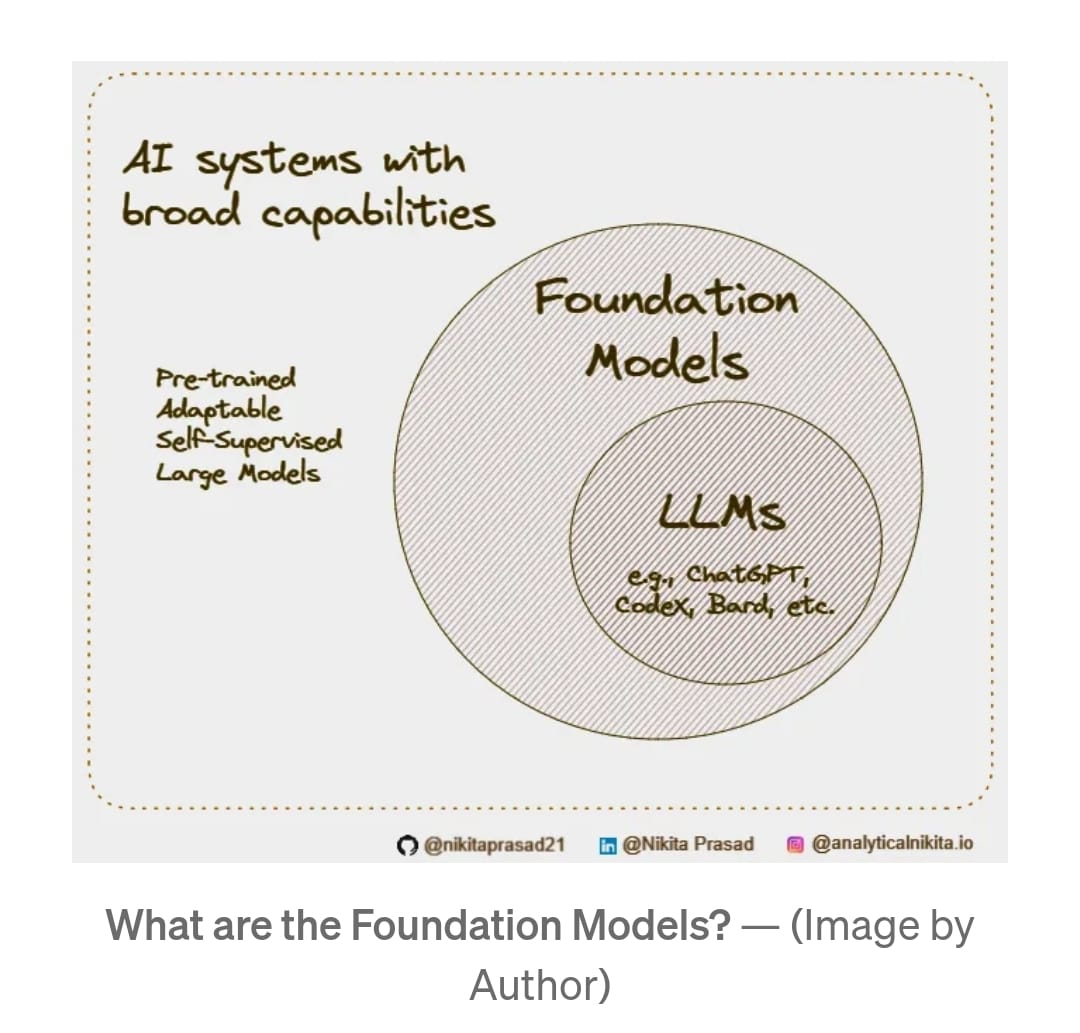 AI systems with
broad capabilities
Foundation
Models
Pre-trained
Adaptable
Self-Supervised
Large Models
LLMs
e.g., ChatGPT,
Codex, Bard, etc.
@nikitaprasad21 in @Nikita Prasad @analyticalnikita.io
What are the Foundation Models? — (Image by
Author)